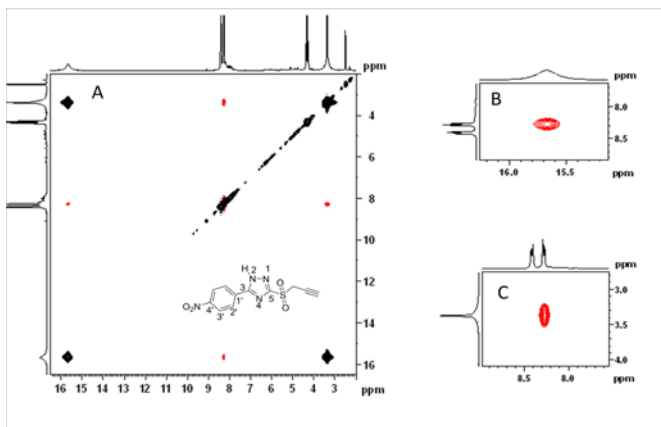 ppm
A
4
6
8
10
12
14
16
16 15 14 13 12 11 10 9 8 7 6 5 4 3 ppm
H 2 N N 1
3 N 4 5 S O O
1'
2'
3'
4'
O₂N
B
ppm
8.0
8.5
16.0 15.5 ppm
C
ppm
3.0
3.5
4.0
8.5 8.0 ppm